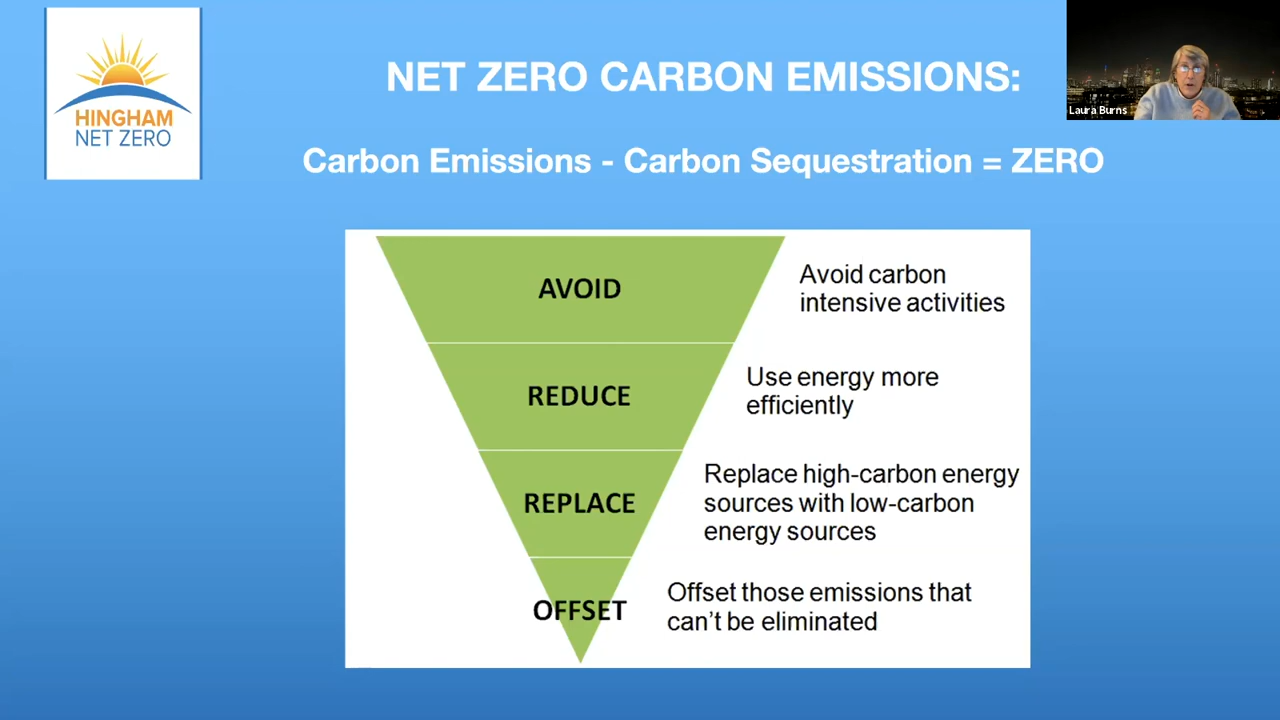 HINGHAM
NET ZERO
NET ZERO CARBON EMISSIONS:
Laura Burns
Carbon Emissions - Carbon Sequestration = ZERO
AVOID
Avoid carbon
intensive activities
REDUCE
Use energy more
efficiently
REPLACE
Replace high-carbon energy
sources with low-carbon
energy sources
OFFSET
Offset those emissions that
can't be eliminated